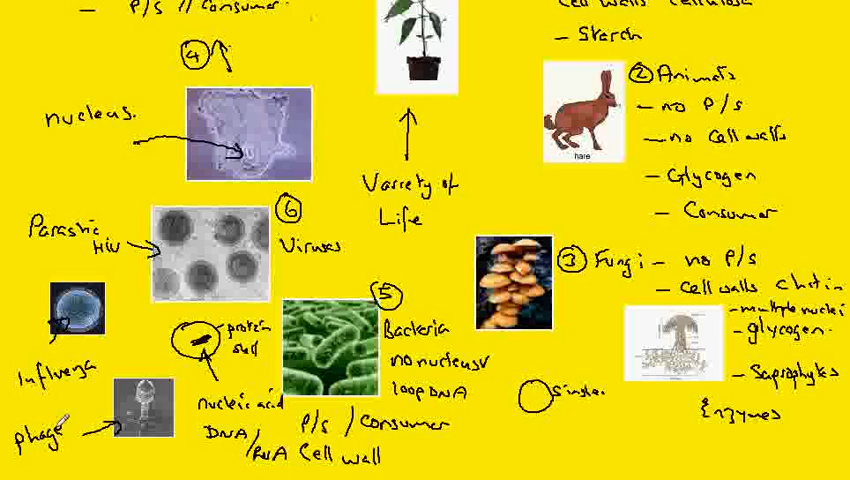 - P/S // Consumer.
Cell walls cellulose
- Starch
4
nucleus.
Variety of
Life
2 Animals
- no P/S
- no Cell walls
- Glycogen
- Consumer
hare
Parastic
HIV
6
Viruses
3 Fungi - no P/S
- Cell walls chitin
- multiple nuclei
- glycogen.
- Saprophytes
Enzymes
Single.
5
Bacteria
no nucleus
loop DNA
P/S / Consumer
Cell wall
- protein
nucleic acid
DNA/
RNA
Influenza
phage